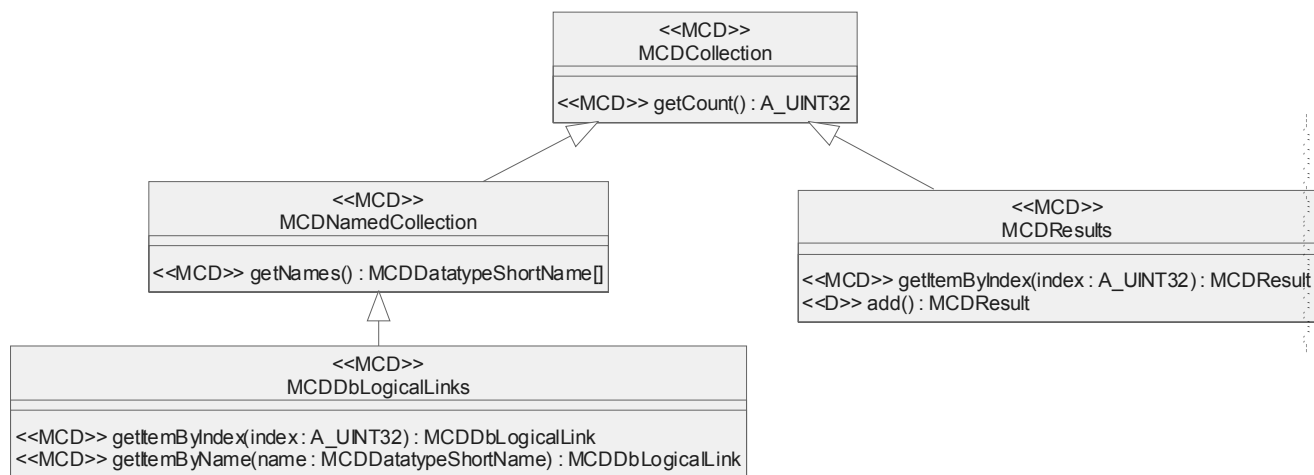 <<MCD>>
MCDCollection
<<MCD>> getCount() : A_UINT32
<<MCD>>
MCDNamedCollection
<<MCD>> getNames() : MCDDatatypeShortName[]
<<MCD>>
MCDResults
<<MCD>> getItemByIndex(index : A_UINT32) : MCDResult
<<D>> add() : MCDResult
<<MCD>>
MCDDbLogicalLinks
<<MCD>> getItemByIndex(index : A_UINT32) : MCDDbLogicalLink
<<MCD>> getItemByName(name : MCDDatatypeShortName) : MCDDbLogicalLink